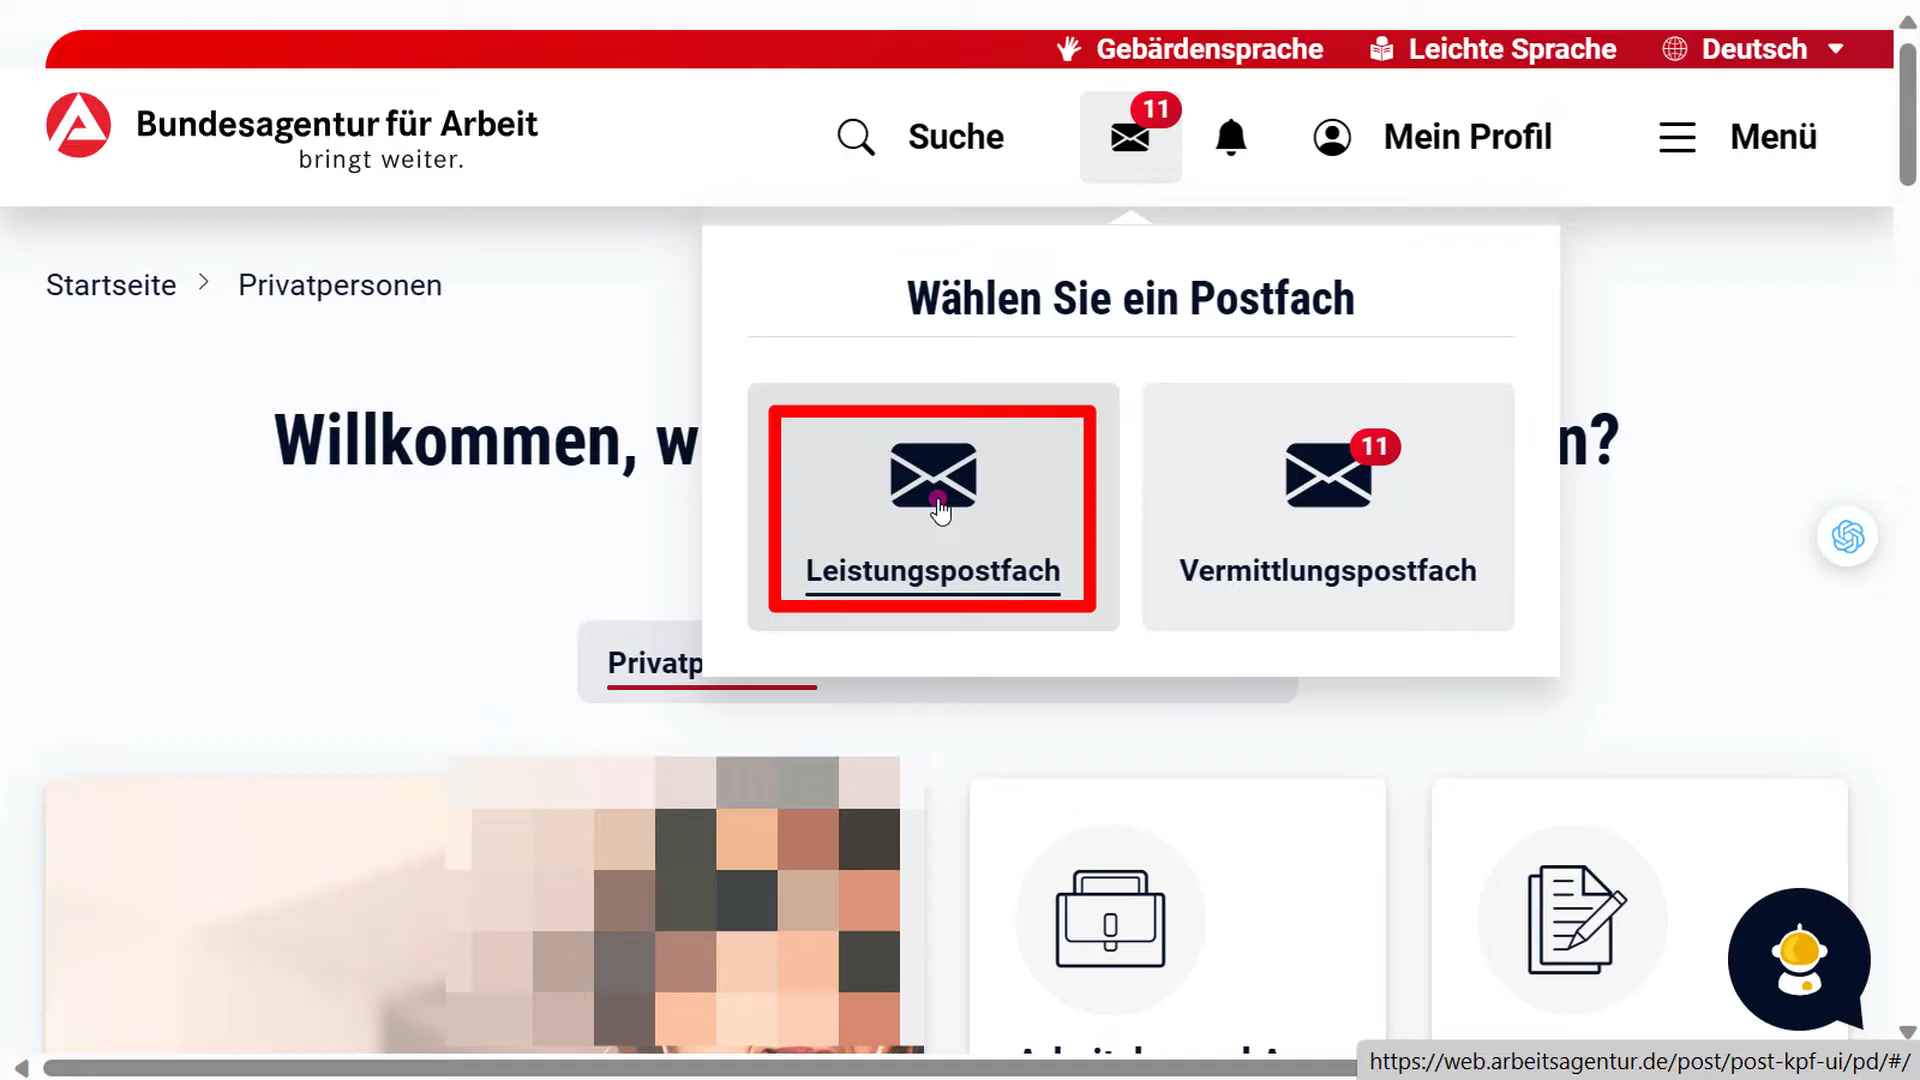 Gebärdensprache
Leichte Sprache
Deutsch
Bundesagentur für Arbeit
bringt weiter.
Suche
11
Mein Profil
Menü
Startseite
Privatpersonen
Wählen Sie ein Postfach
Willkommen, w
n?
11
Leistungspostfach
Vermittlungspostfach
Privatp
https://web.arbeitsagentur.de/post/post-kpf-ui/pd/#/